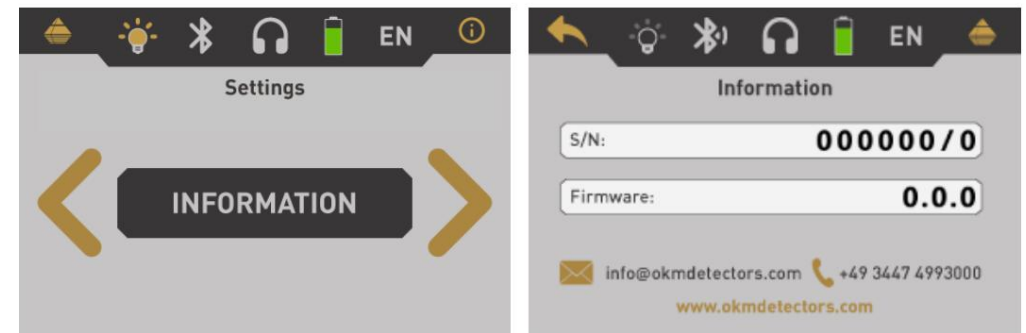 EN
Settings
INFORMATION
EN
Information
S/N: 000000/0
Firmware: 0.0.0
info@okmdetectors.com +49 3447 4993000
www.okmdetectors.com